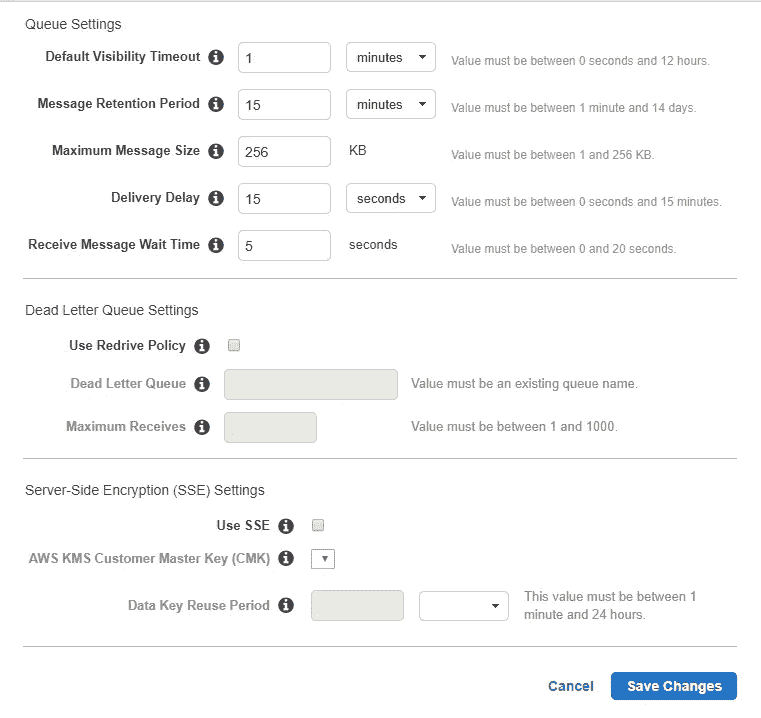 Queue Settings
Default Visibility Timeout i 1 minutes Value must be between 0 seconds and 12 hours.
Message Retention Period i 15 minutes Value must be between 1 minute and 14 days.
Maximum Message Size i 256 KB Value must be between 1 and 256 KB.
Delivery Delay i 15 seconds Value must be between 0 seconds and 15 minutes.
Receive Message Wait Time i 5 seconds Value must be between 0 and 20 seconds.
Dead Letter Queue Settings
Use Redrive Policy i
Dead Letter Queue i Value must be an existing queue name.
Maximum Receives i Value must be between 1 and 1000.
Server-Side Encryption (SSE) Settings
Use SSE i
AWS KMS Customer Master Key (CMK) i
Data Key Reuse Period i This value must be between 1
minute and 24 hours.
Cancel Save Changes